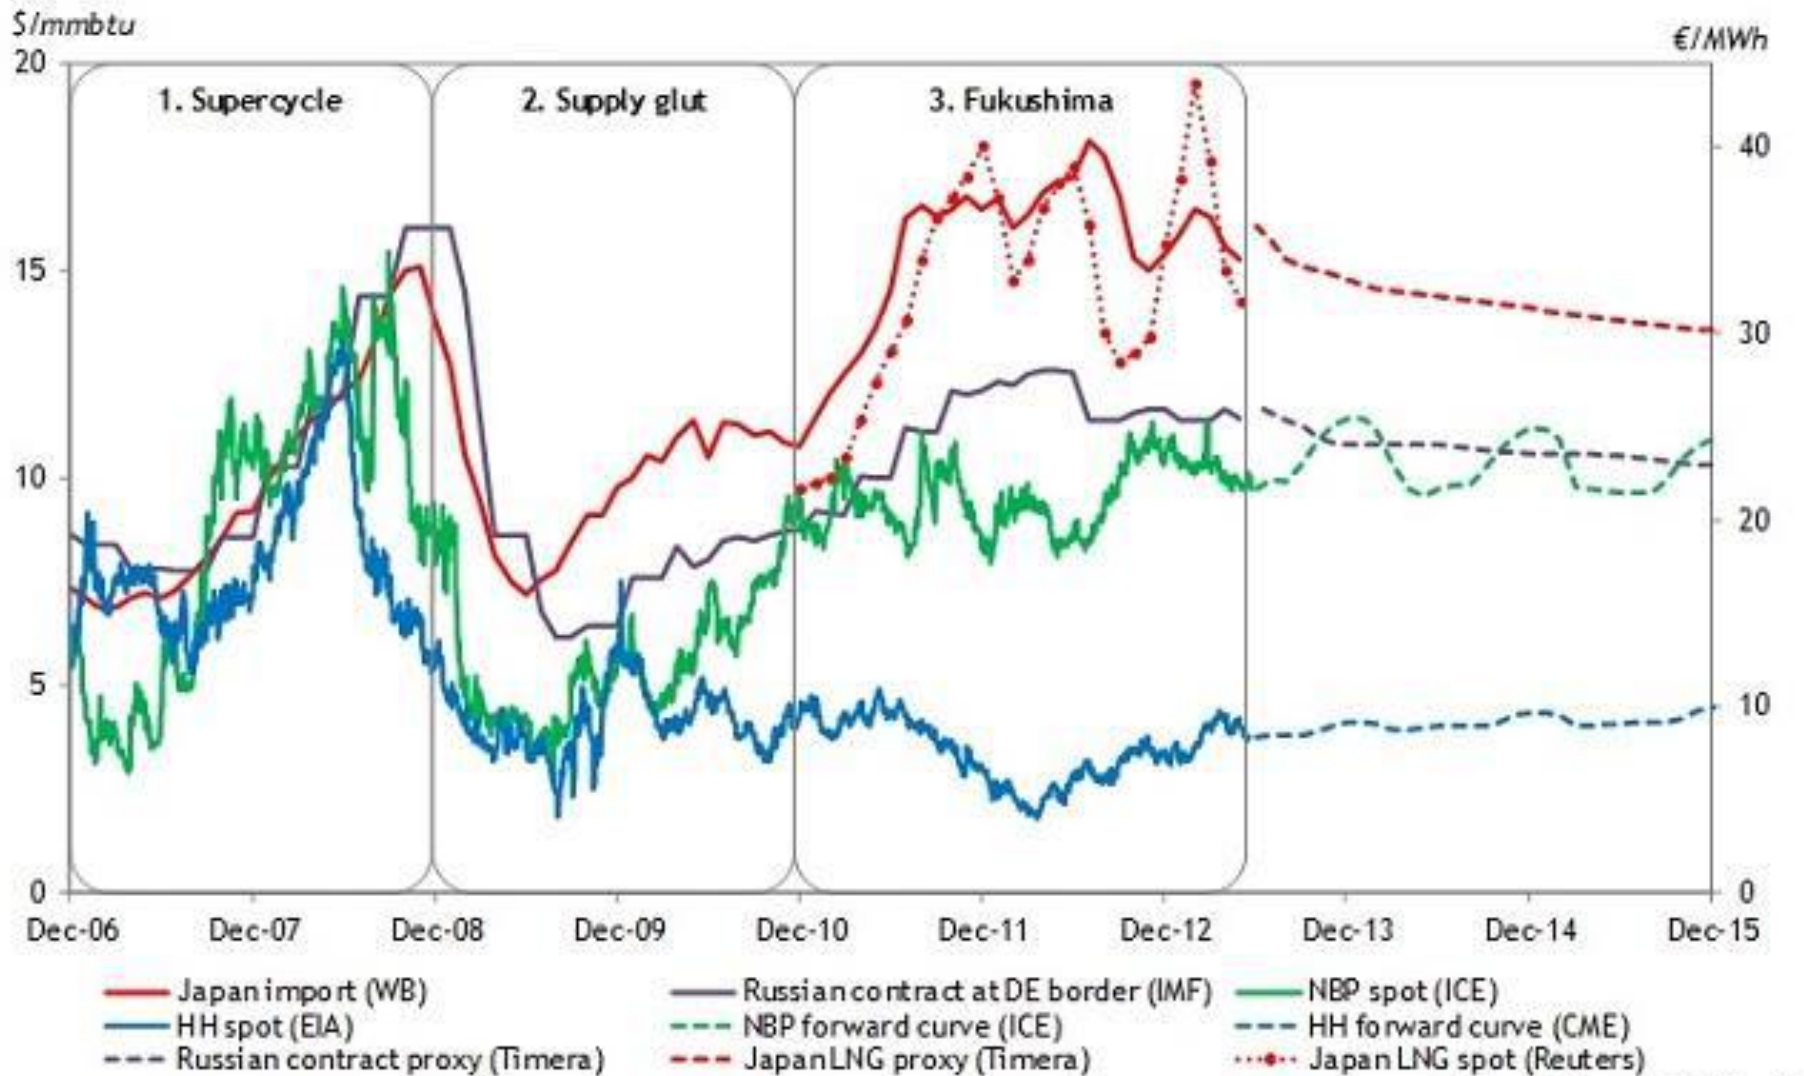 $/mmbtu
€/MWh
20
15
10
5
0
40
30
20
10
0
1. Supercycle
2. Supply glut
3. Fukushima
Dec-06 Dec-07 Dec-08 Dec-09 Dec-10 Dec-11 Dec-12 Dec-13 Dec-14 Dec-15
Japan import (WB) Russian contract at DE border (IMF) NBP spot (ICE)
HH spot (EIA) NBP forward curve (ICE) HH forward curve (CME)
Russian contract proxy (Timera) Japan LNG proxy (Timera) Japan LNG spot (Reuters)